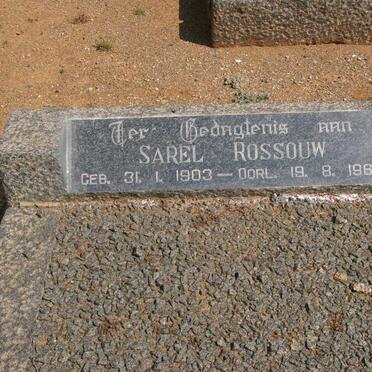 Ter Gedagtenis aan
SAREL ROSSOUW
GEB. 31. 1. 1903 — OORL. 19. 8. 196